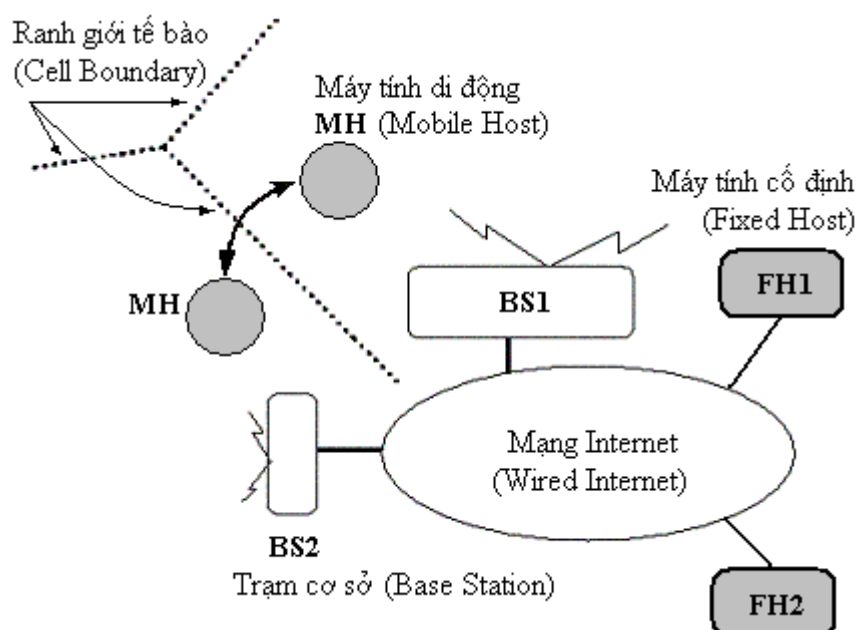 Ranh giới tế bào
(Cell Boundary)
Máy tính di động
MH (Mobile Host)
Máy tính cố định
(Fixed Host)
MH
BS1
FH1
Mạng Internet
(Wired Internet)
BS2
Trạm cơ sở (Base Station)
FH2